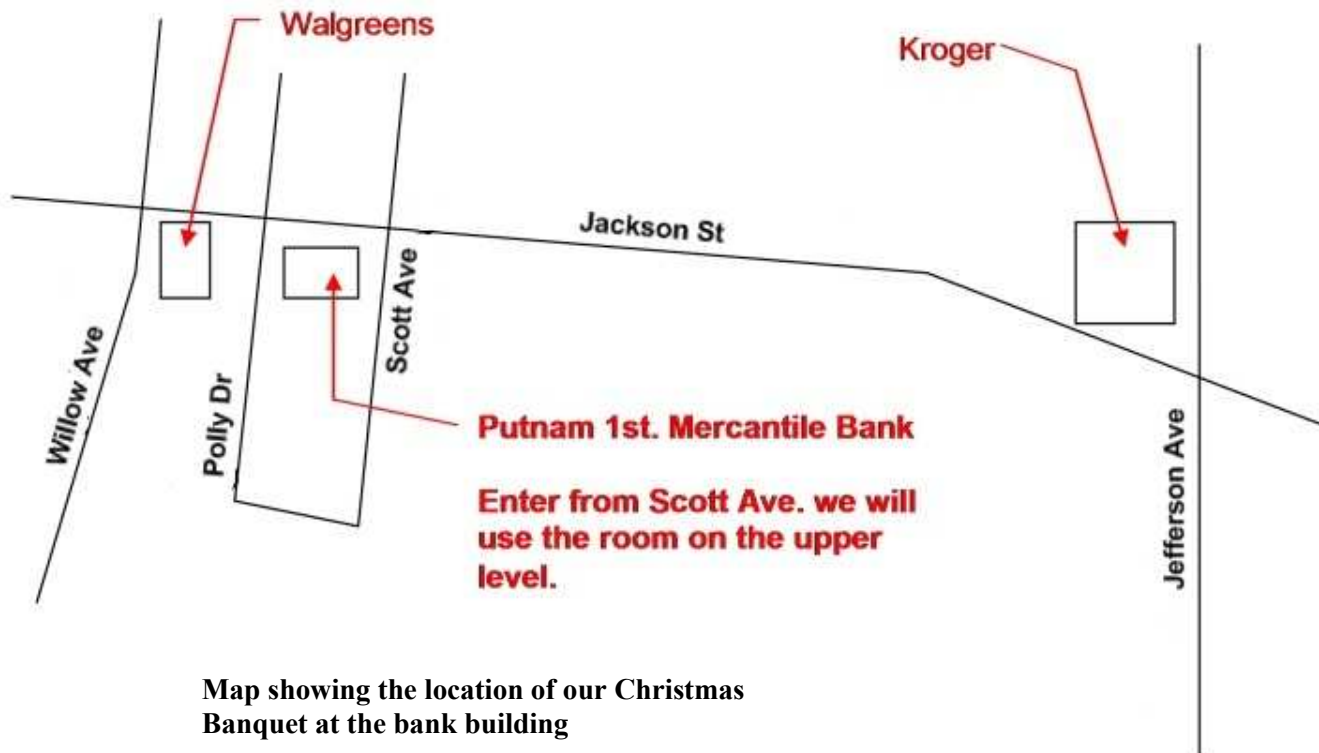 Walgreens
Kroger
Jackson St
Scott Ave
Willow Ave
Polly Dr
Putnam 1st. Mercantile Bank
Enter from Scott Ave. we will
use the room on the upper
level.
Jefferson Ave
Map showing the location of our Christmas
Banquet at the bank building